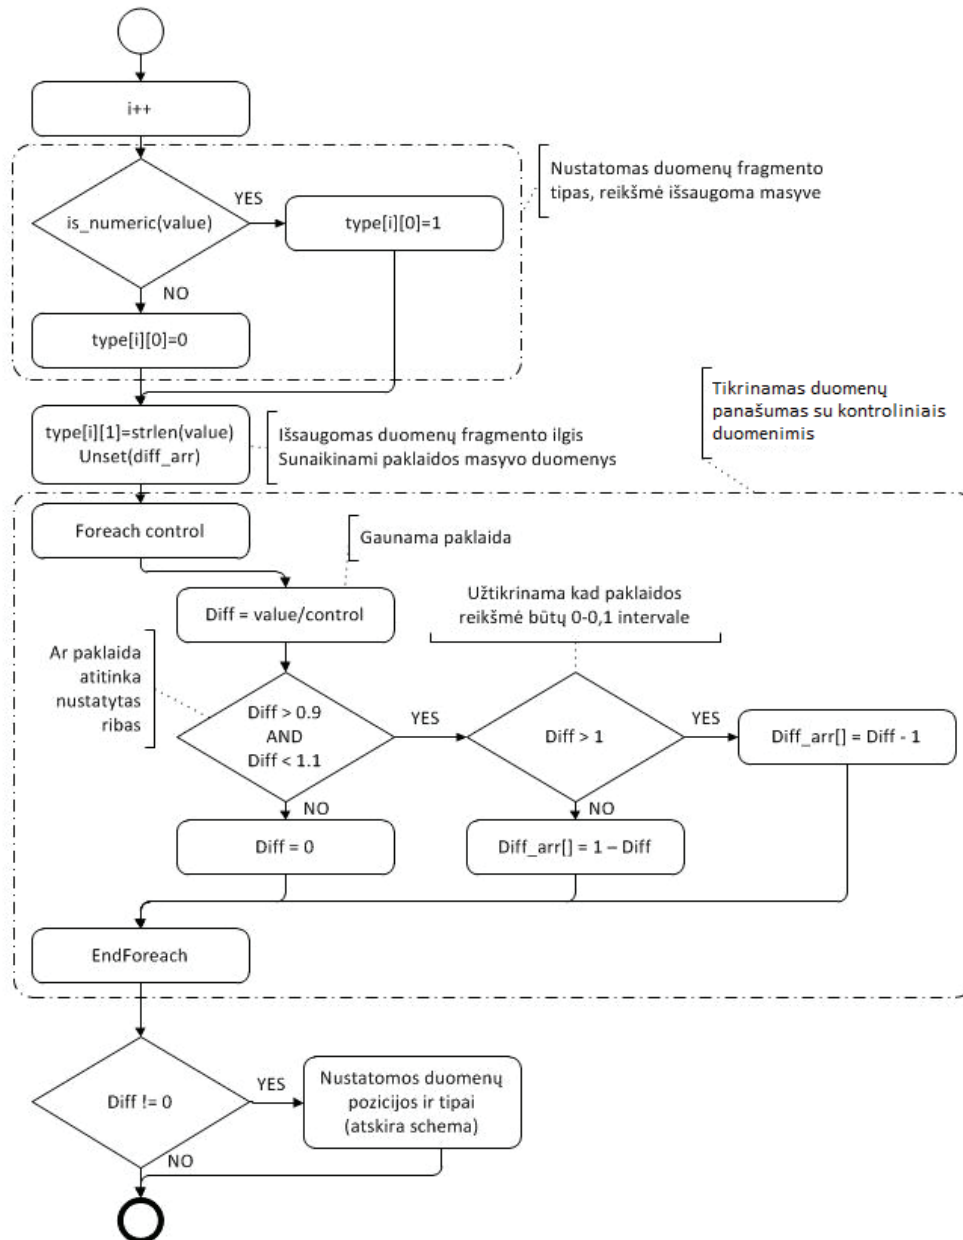 i++
is_numeric(value)
YES
type[i][0]=1
Nustatomas duomenų fragmento
tipas, reikšmė išsaugoma masyve
NO
type[i][0]=0
type[i][1]=strlen(value)
Unset(diff_arr)
Išsaugomas duomenų fragmento ilgis
Sunaikinami paklaidos masyvo duomenys
Tikrinamas duomenų
panašumas su kontroliniais
duomenimis
Foreach control
Gaunama paklaida
Diff = value/control
Užtikrinama kad paklaidos
reikšmė būtų 0-0,1 intervale
Ar paklaida
atitinka
nustatytas
ribas
Diff > 0.9
AND
Diff < 1.1
YES
Diff > 1
YES
Diff_arr[] = Diff - 1
NO
Diff = 0
NO
Diff_arr[] = 1 – Diff
EndForeach
Diff != 0
YES
Nustatomos duomenų
pozicijos ir tipai
(atskira schema)
NO